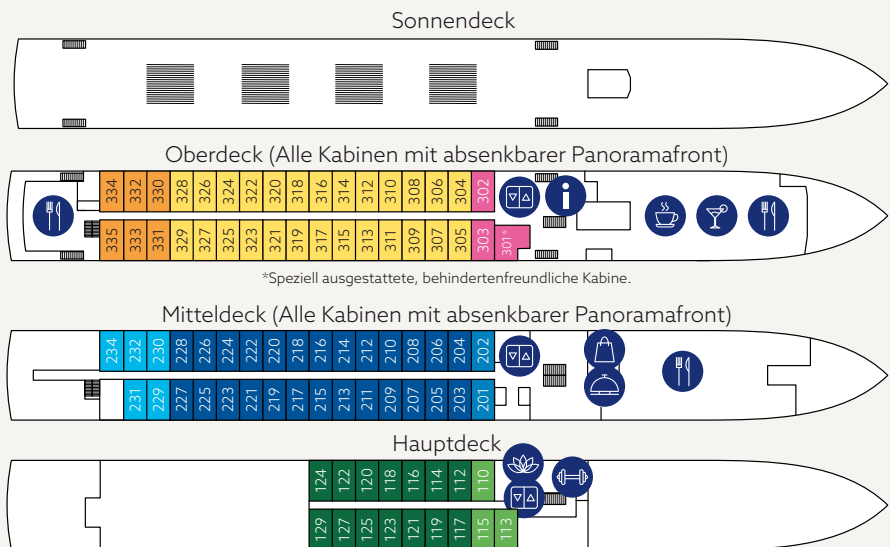 Sonnendeck
Oberdeck (Alle Kabinen mit absenkbarer Panoramafront)
334 332 330 328 326 324 322 320 318 316 314 312 310 308 306 304 302
335 333 331 329 327 325 323 321 319 317 315 313 311 309 307 305 303 301*
*Speziell ausgestattete, behindertenfreundliche Kabine.
Mitteldeck (Alle Kabinen mit absenkbarer Panoramafront)
234 232 230 228 226 224 222 220 218 216 214 212 210 208 206 204 202
231 229 227 225 223 221 219 217 215 213 211 209 207 205 203 201
Hauptdeck
124 122 120 118 116 114 112 110
129 127 125 123 121 119 117 115 113